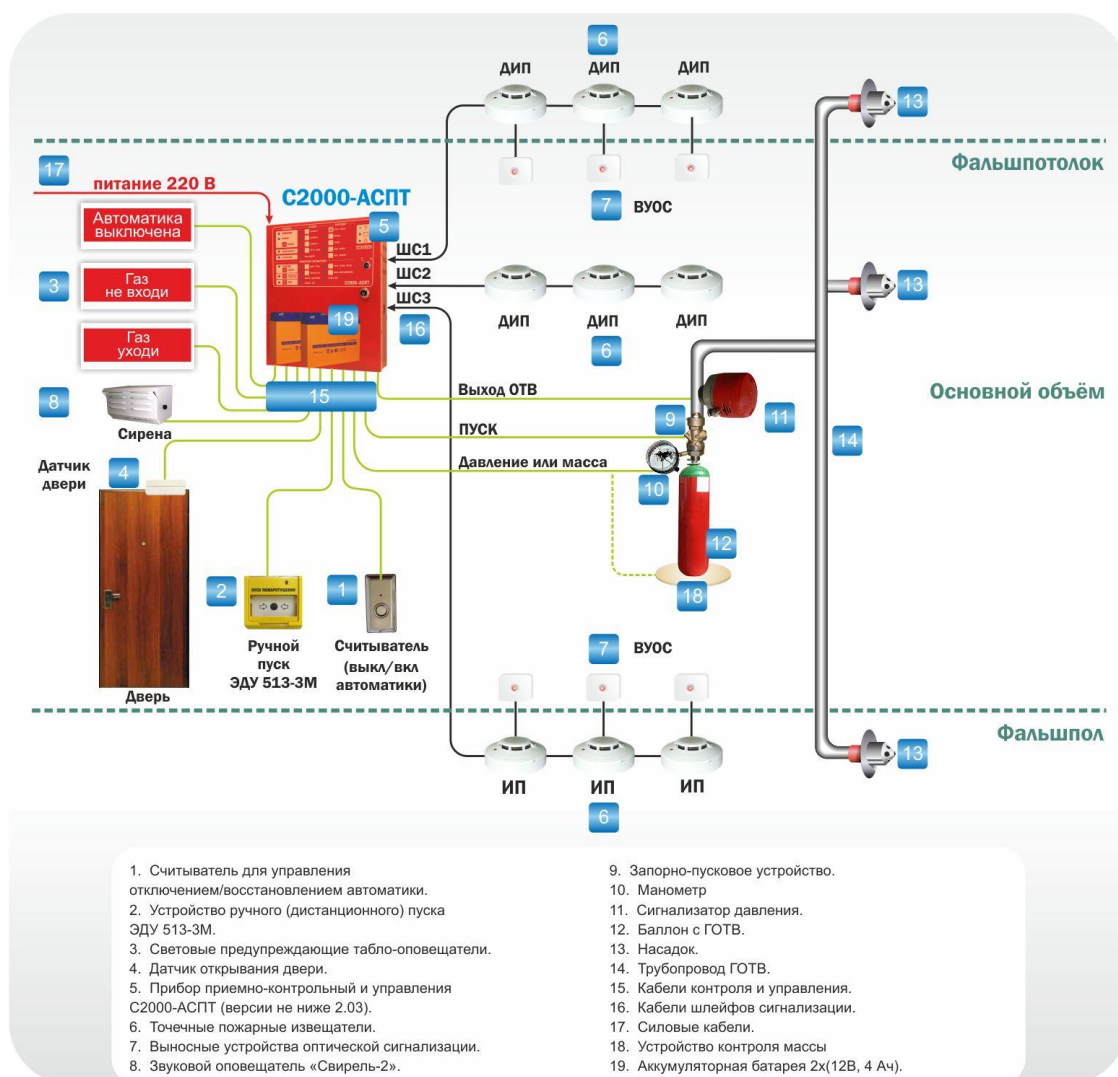 6
ДИП ДИП ДИП
13
Фальшпотолок
17
питание 220 В
С2000-АСПТ
7 ВУОС
Автоматика
выключена
5
ШС1
3
Газ
не входи
ШС2
13
ШС3
19
16
ДИП ДИП ДИП
Газ
уходи
6
8
15
Выход ОТВ
Основной объём
9
11
Сирена
ПУСК
14
Датчик
двери
4
Давление или масса
10
12
2
ПУСК ПОЖАРОТУШЕНИЯ
1
18
Ручной
пуск
ЭДУ 513-3М
Считыватель
(выкл/вкл
автоматики)
7 ВУОС
Дверь
Фальшпол
13
ИП ИП ИП
6
1. Считыватель для управления
отключением/восстановлением автоматики.
2. Устройство ручного (дистанционного) пуска
ЭДУ 513-3М.
3. Световые предупреждающие табло-оповещатели.
4. Датчик открывания двери.
5. Прибор приемно-контрольный и управления
С2000-АСПТ (версии не ниже 2.03).
6. Точечные пожарные извещатели.
7. Выносные устройства оптической сигнализации.
8. Звуковой оповещатель «Свирель-2».
9. Запорно-пусковое устройство.
10. Манометр
11. Сигнализатор давления.
12. Баллон с ГОТВ.
13. Насадок.
14. Трубопровод ГОТВ.
15. Кабели контроля и управления.
16. Кабели шлейфов сигнализации.
17. Силовые кабели.
18. Устройство контроля массы
19. Аккумуляторная батарея 2х(12В, 4 Ач).